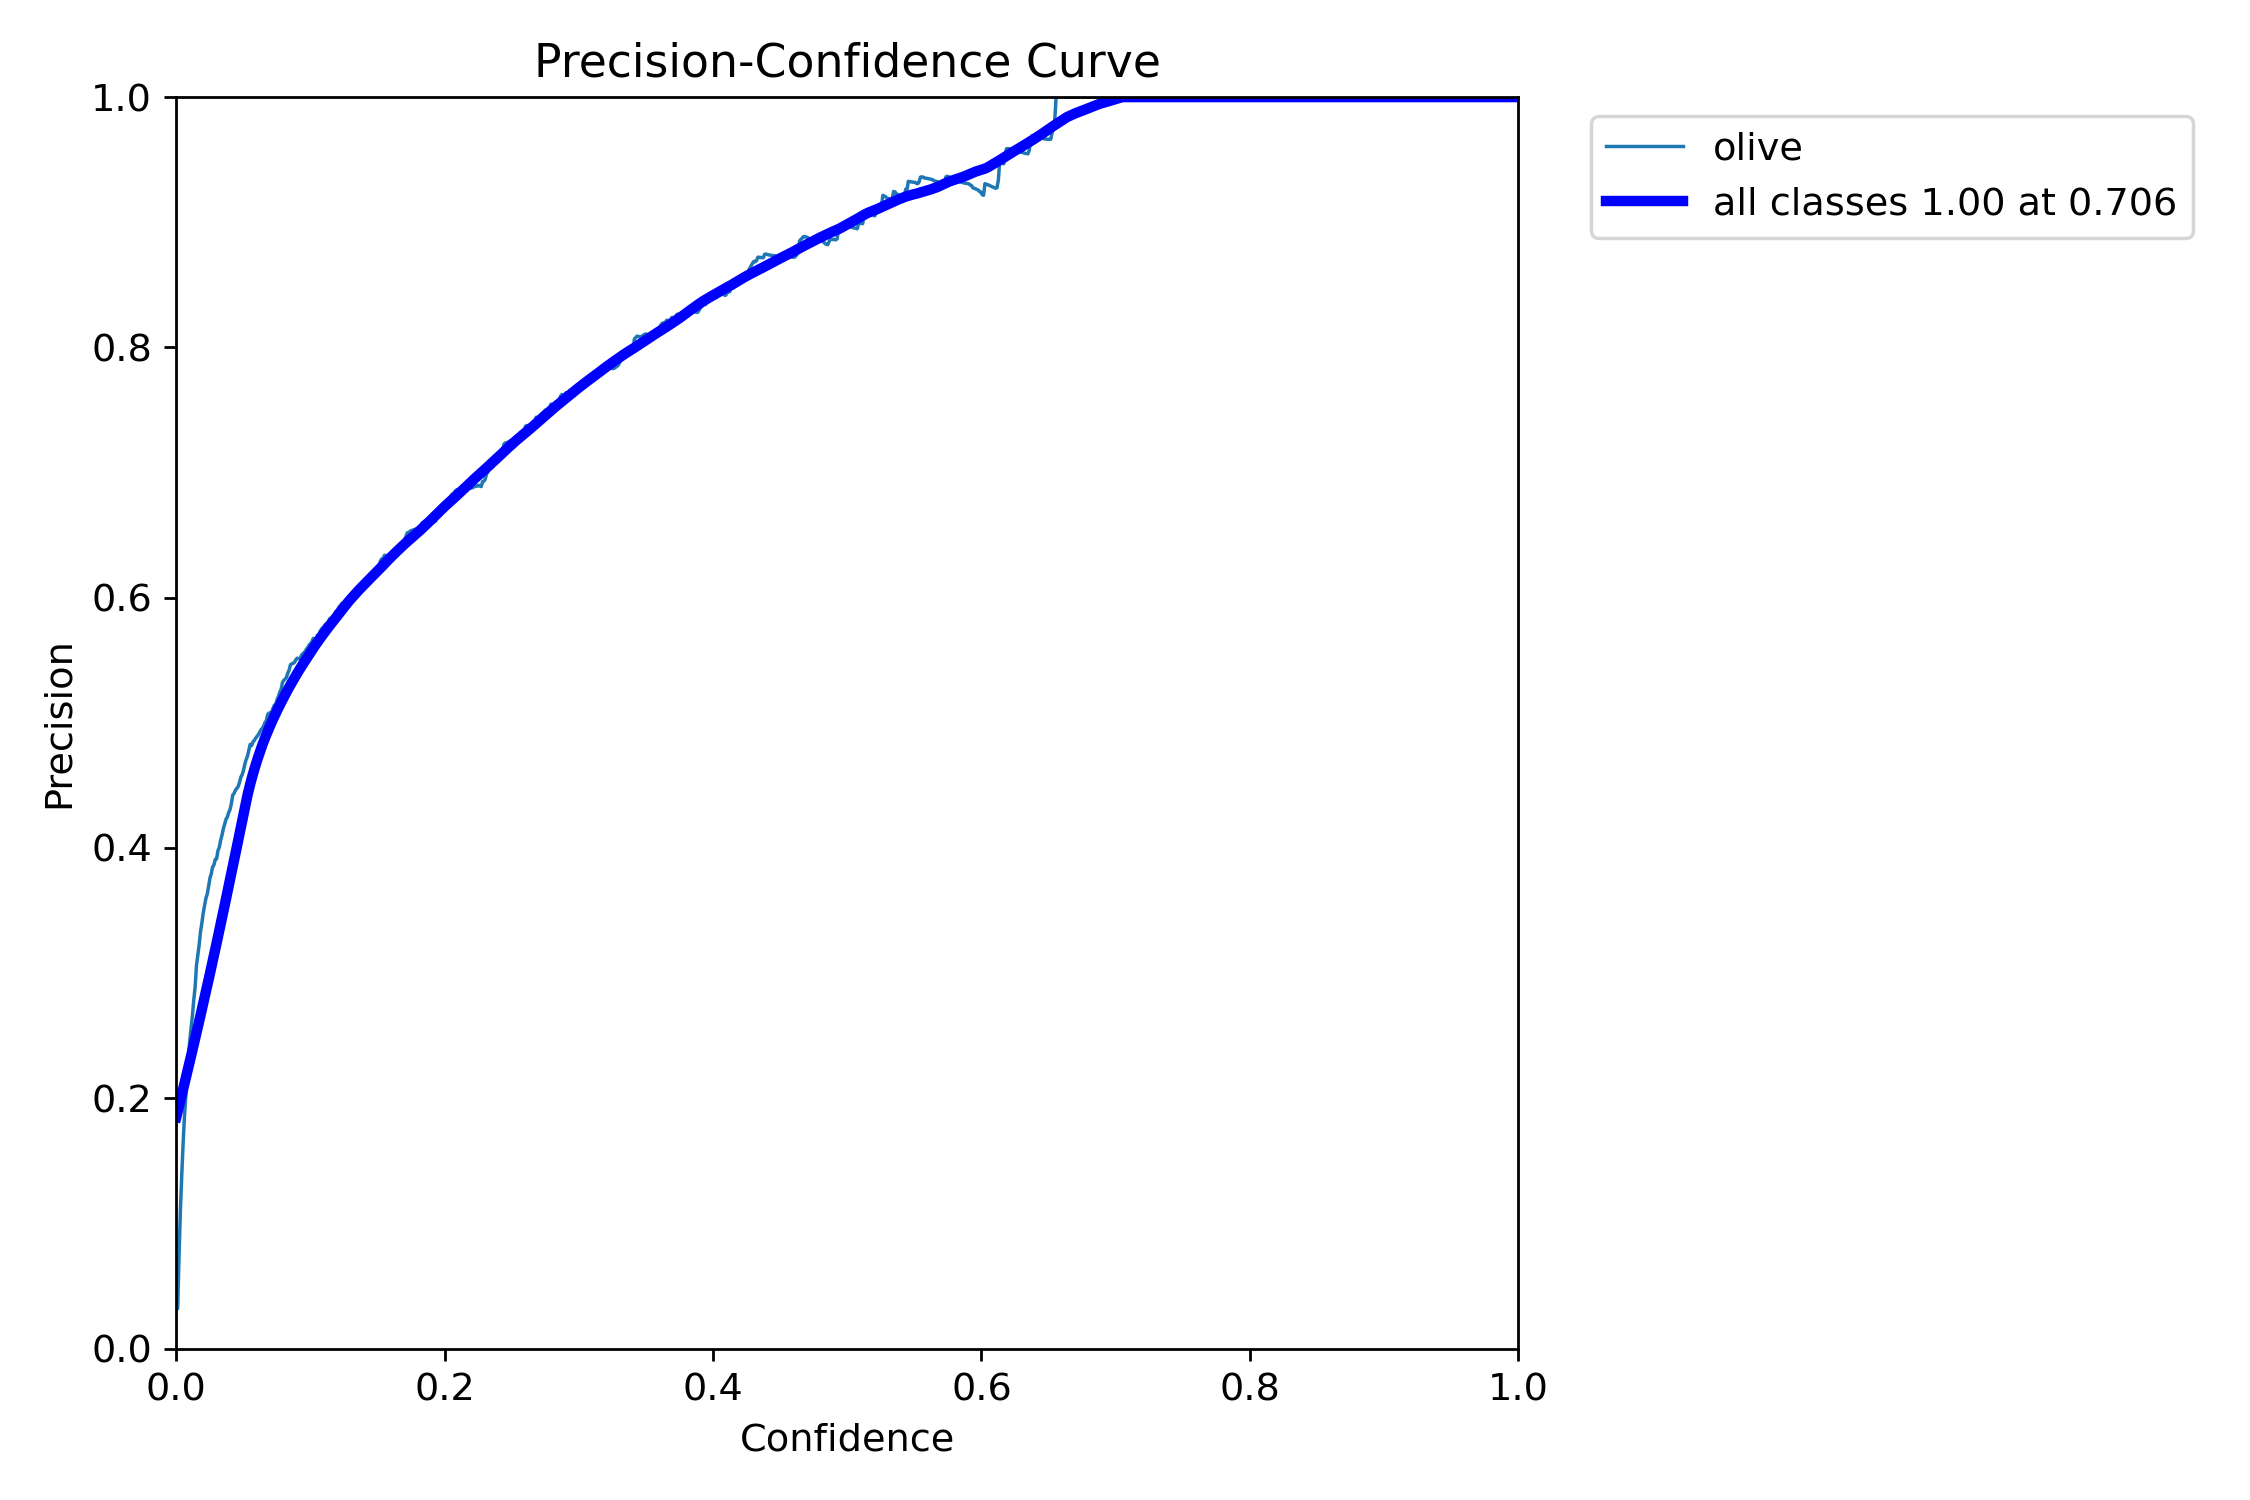 Precision-Confidence Curve
1.0
0.8
0.6
0.4
0.2
0.0
Precision
0.0 0.2 0.4 0.6 0.8 1.0
Confidence
olive
all classes 1.00 at 0.706